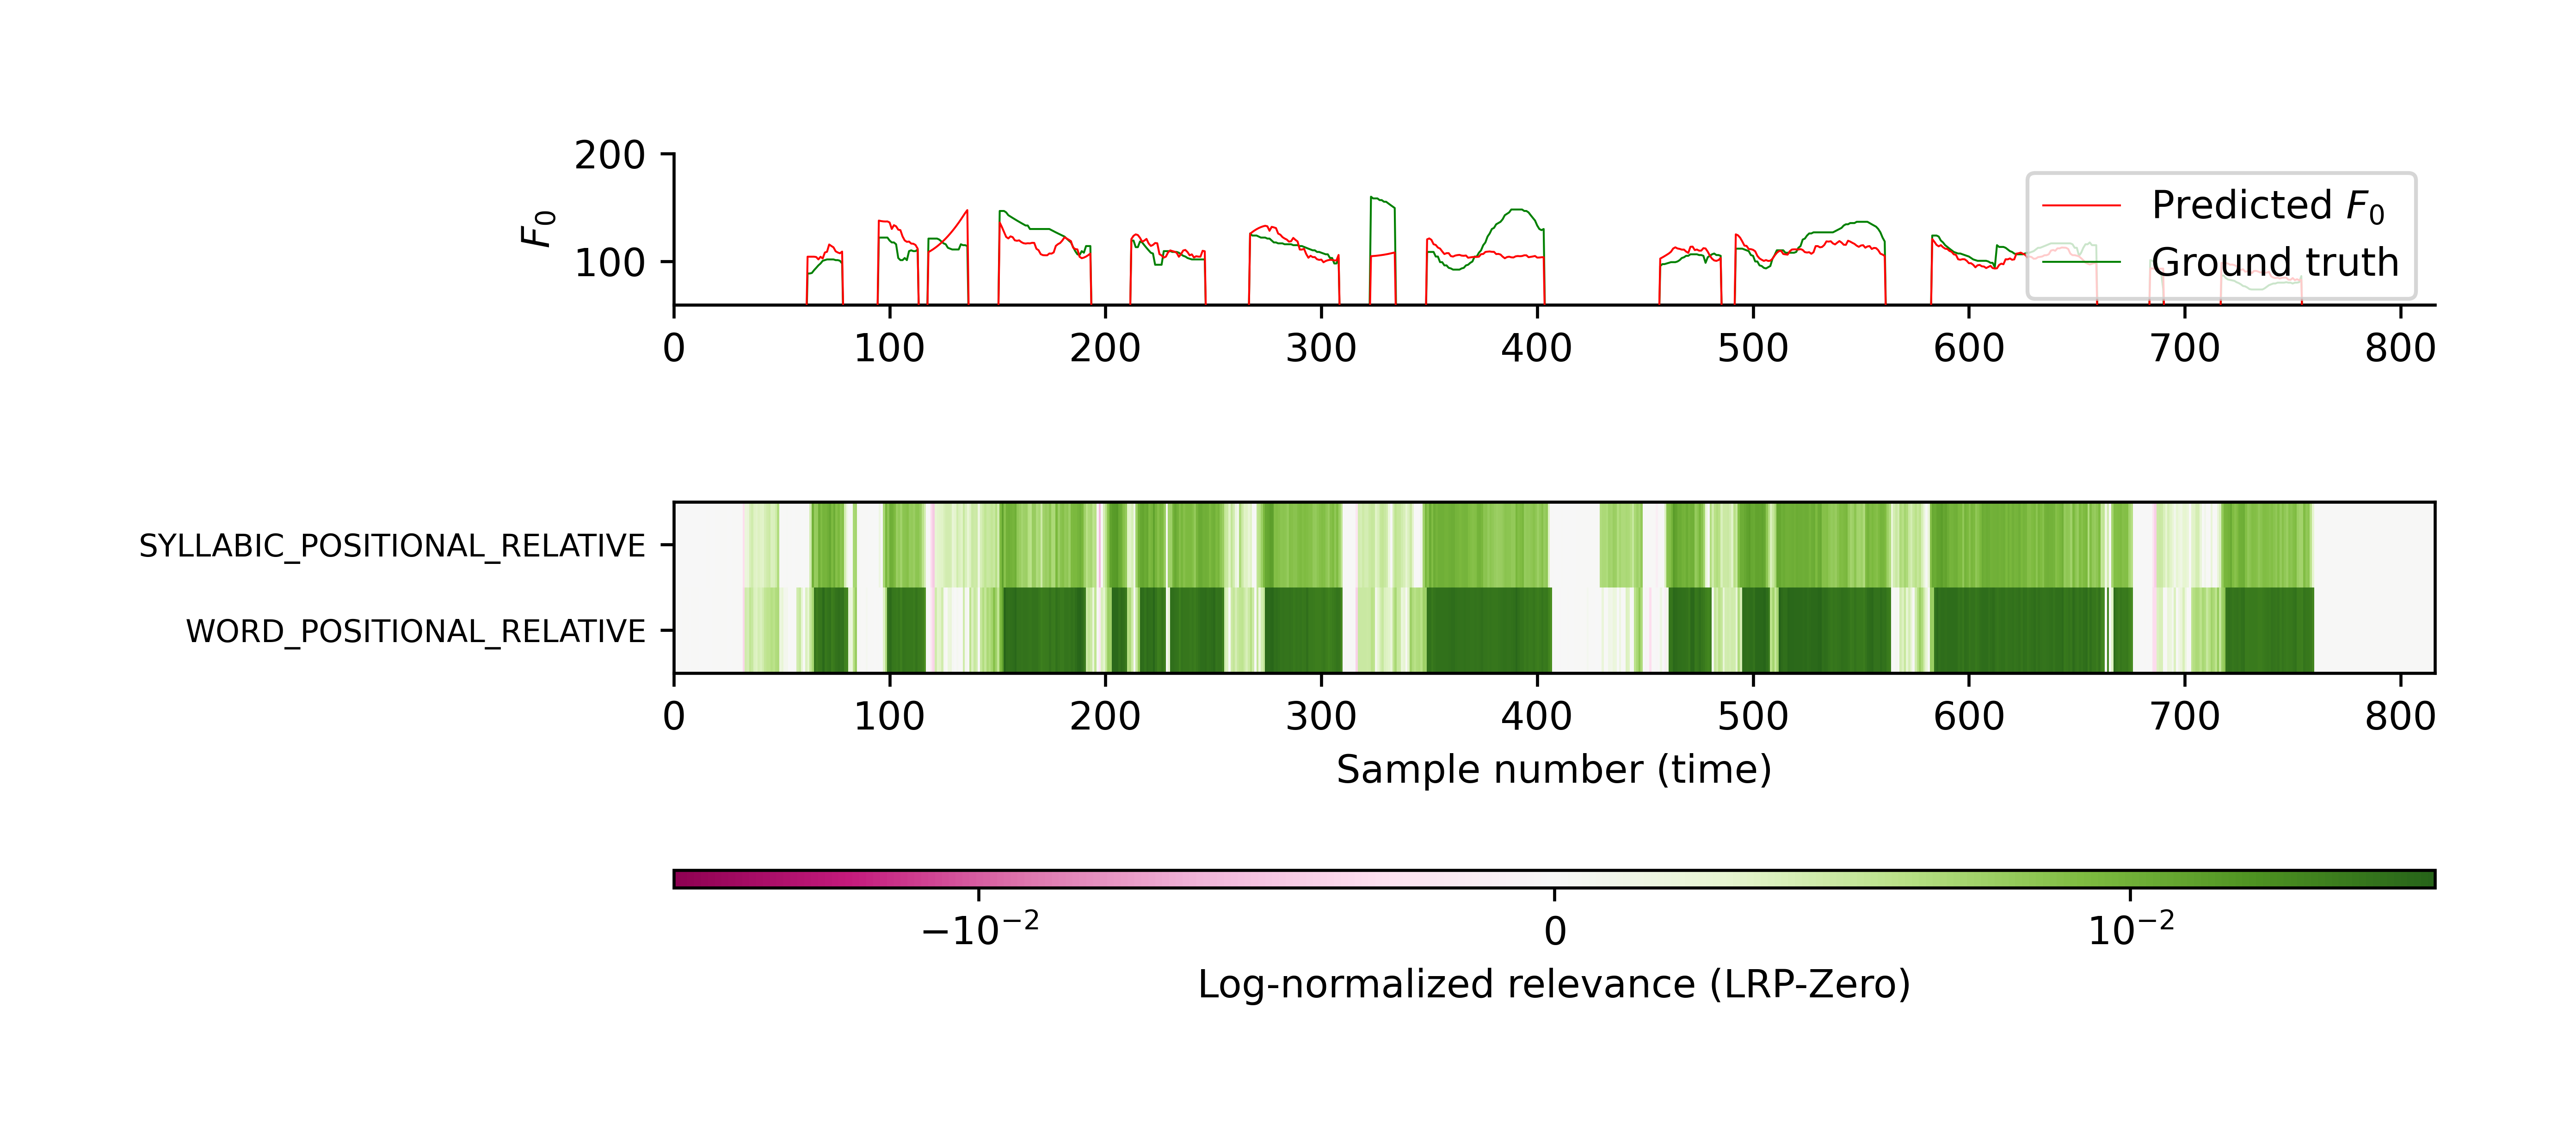 200
100
F₀
Predicted F₀
Ground truth
0 100 200 300 400 500 600 700 800
SYLLABIC_POSITIONAL_RELATIVE
WORD_POSITIONAL_RELATIVE
0 100 200 300 400 500 600 700 800
Sample number (time)
−10⁻² 0 10⁻²
Log-normalized relevance (LRP-Zero)